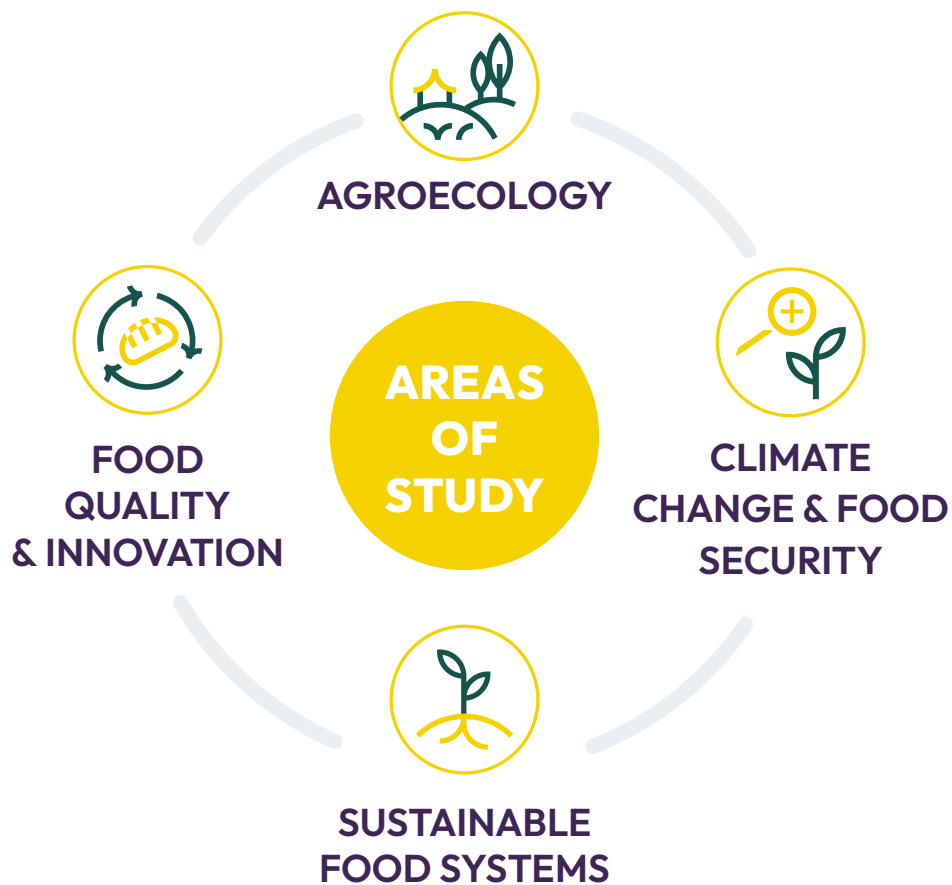 AGROECOLOGY
FOOD
QUALITY
& INNOVATION
AREAS
OF
STUDY
CLIMATE
CHANGE & FOOD
SECURITY
SUSTAINABLE
FOOD SYSTEMS